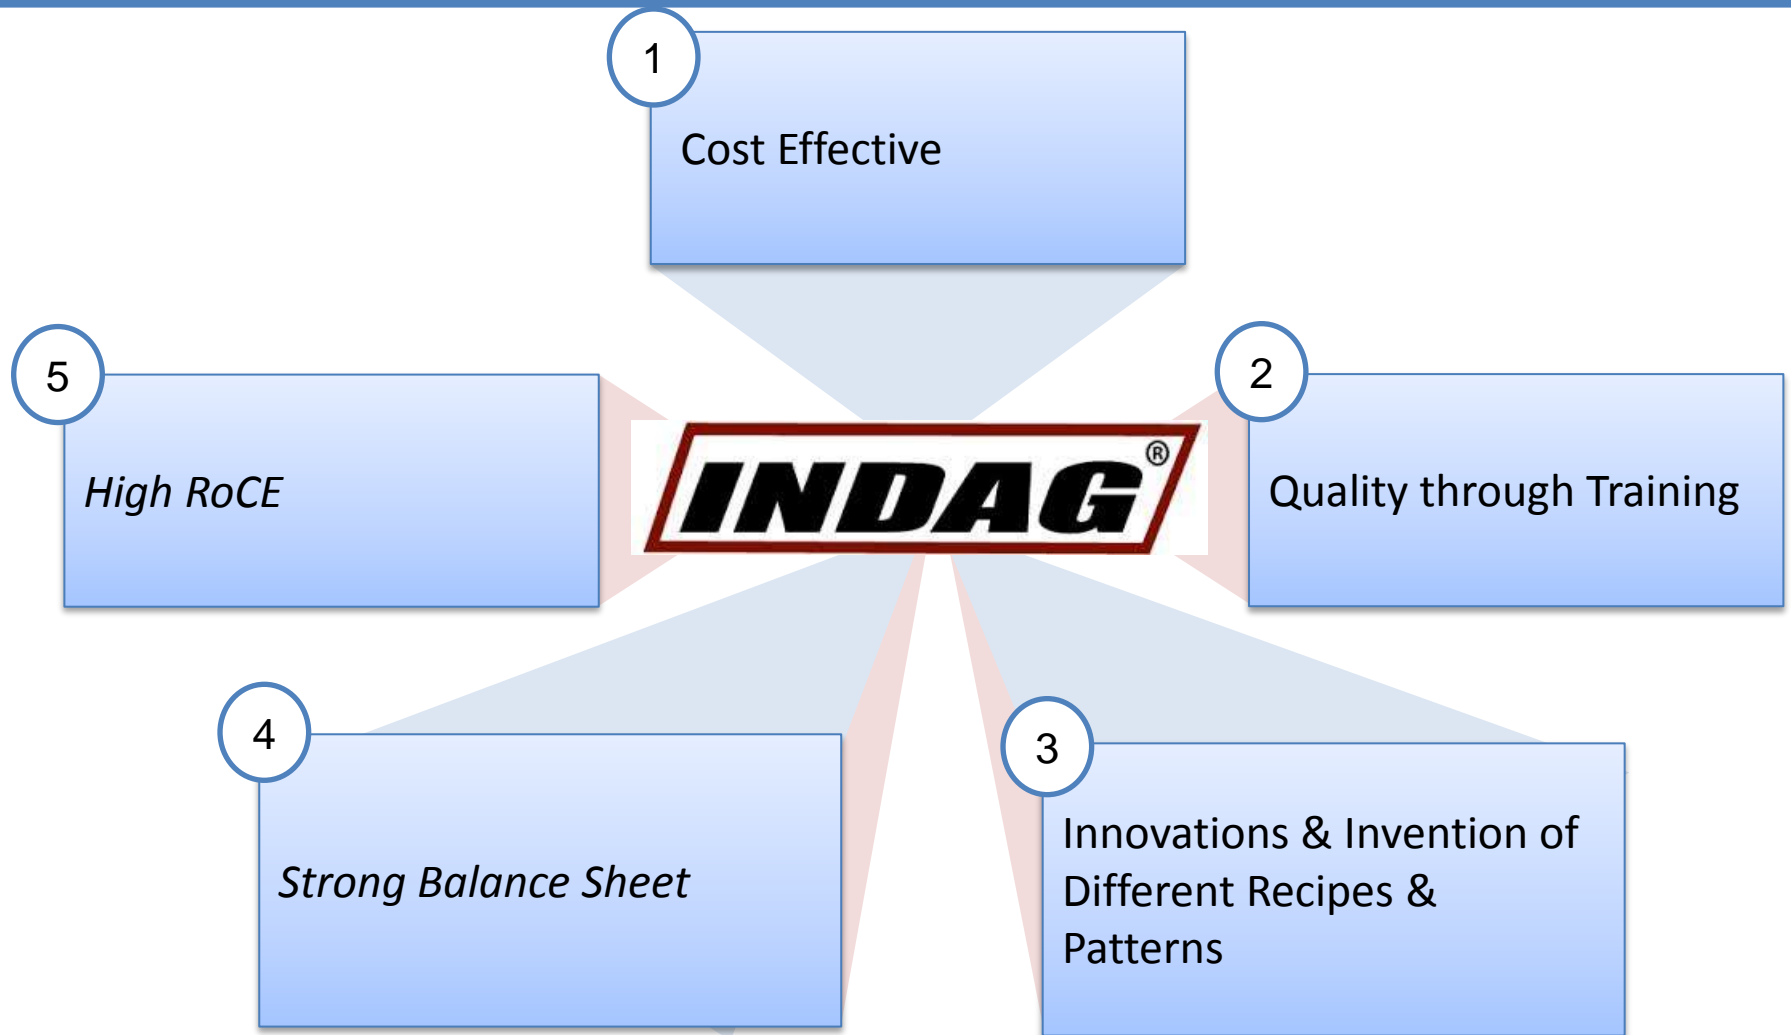 1
Cost Effective
5
High RoCE
INDAG®
2
Quality through Training
4
Strong Balance Sheet
3
Innovations & Invention of
Different Recipes &
Patterns